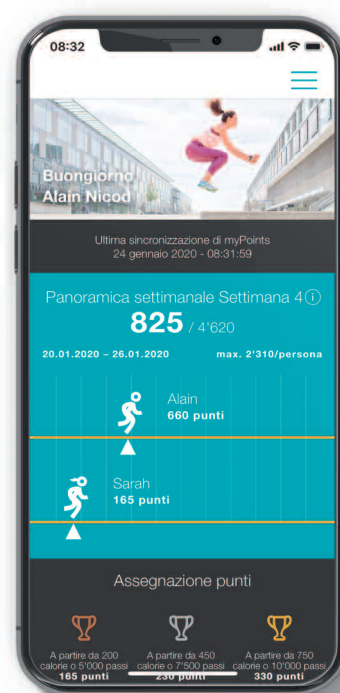 08:32
Buongiorno
Alain Nicod
Ultima sincronizzazione di myPoints
24 gennaio 2020 - 08:31:59
Panoramica settimanale Settimana 4 i
825 / 4'620
20.01.2020 – 26.01.2020 max. 2'310/persona
Alain
660 punti
Sarah
165 punti
Assegnazione punti
A partire da 200 A partire da 450 A partire da 750
calorie o 5'000 passi calorie o 7'500 passi calorie o 10'000 passi
165 punti 230 punti 330 punti